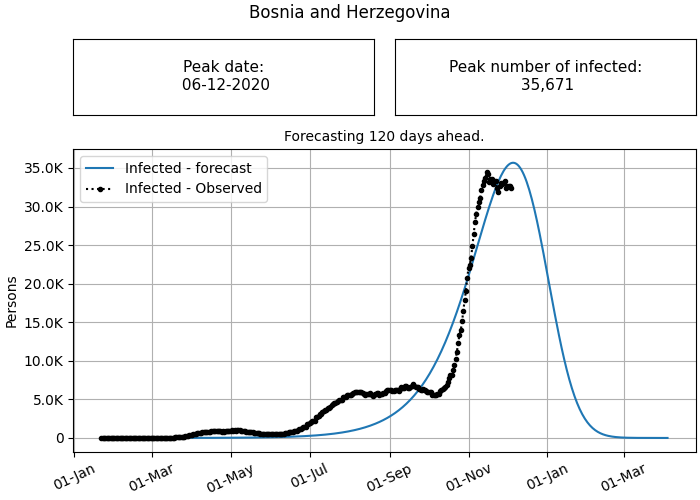 Bosnia and Herzegovina
Peak date:
06-12-2020
Peak number of infected:
35,671
Forecasting 120 days ahead.
Infected - forecast
Infected - Observed
35.0K
30.0K
25.0K
20.0K
15.0K
10.0K
5.0K
0
Persons
01-Jan
01-Mar
01-May
01-Jul
01-Sep
01-Nov
01-Jan
01-Mar